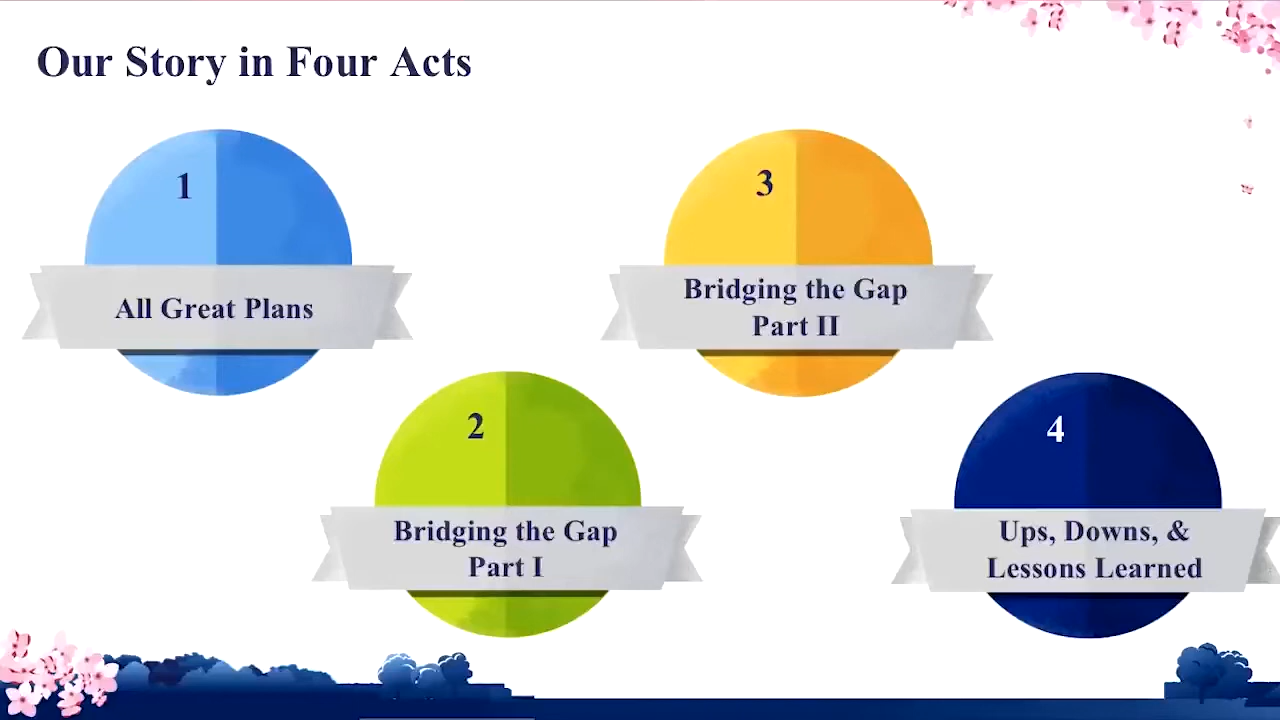 Our Story in Four Acts
1
All Great Plans
2
Bridging the Gap
Part I
3
Bridging the Gap
Part II
4
Ups, Downs, &
Lessons Learned